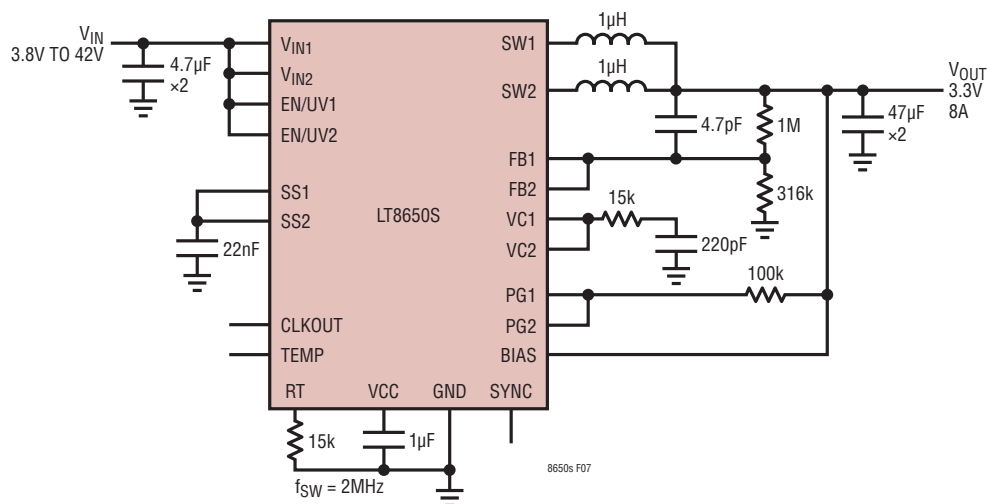 VIN
3.8V TO 42V
4.7µF
×2
VIN1
VIN2
EN/UV1
EN/UV2
SS1
SS2
22nF
CLKOUT
TEMP
RT
VCC
GND
SYNC
LT8650S
SW1
SW2
FB1
FB2
VC1
VC2
PG1
PG2
BIAS
1µH
1µH
4.7pF
1M
316k
VOUT
3.3V
8A
47µF
×2
15k
220pF
100k
15k
1µF
fSW = 2MHz
8650s F07